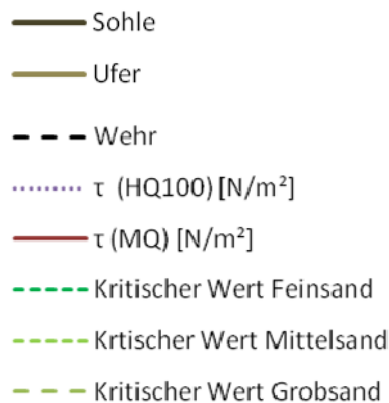 Sohle
Ufer
Wehr
τ (HQ100) [N/m²]
τ (MQ) [N/m²]
Kritischer Wert Feinsand
Krtischer Wert Mittelsand
Kritischer Wert Grobsand